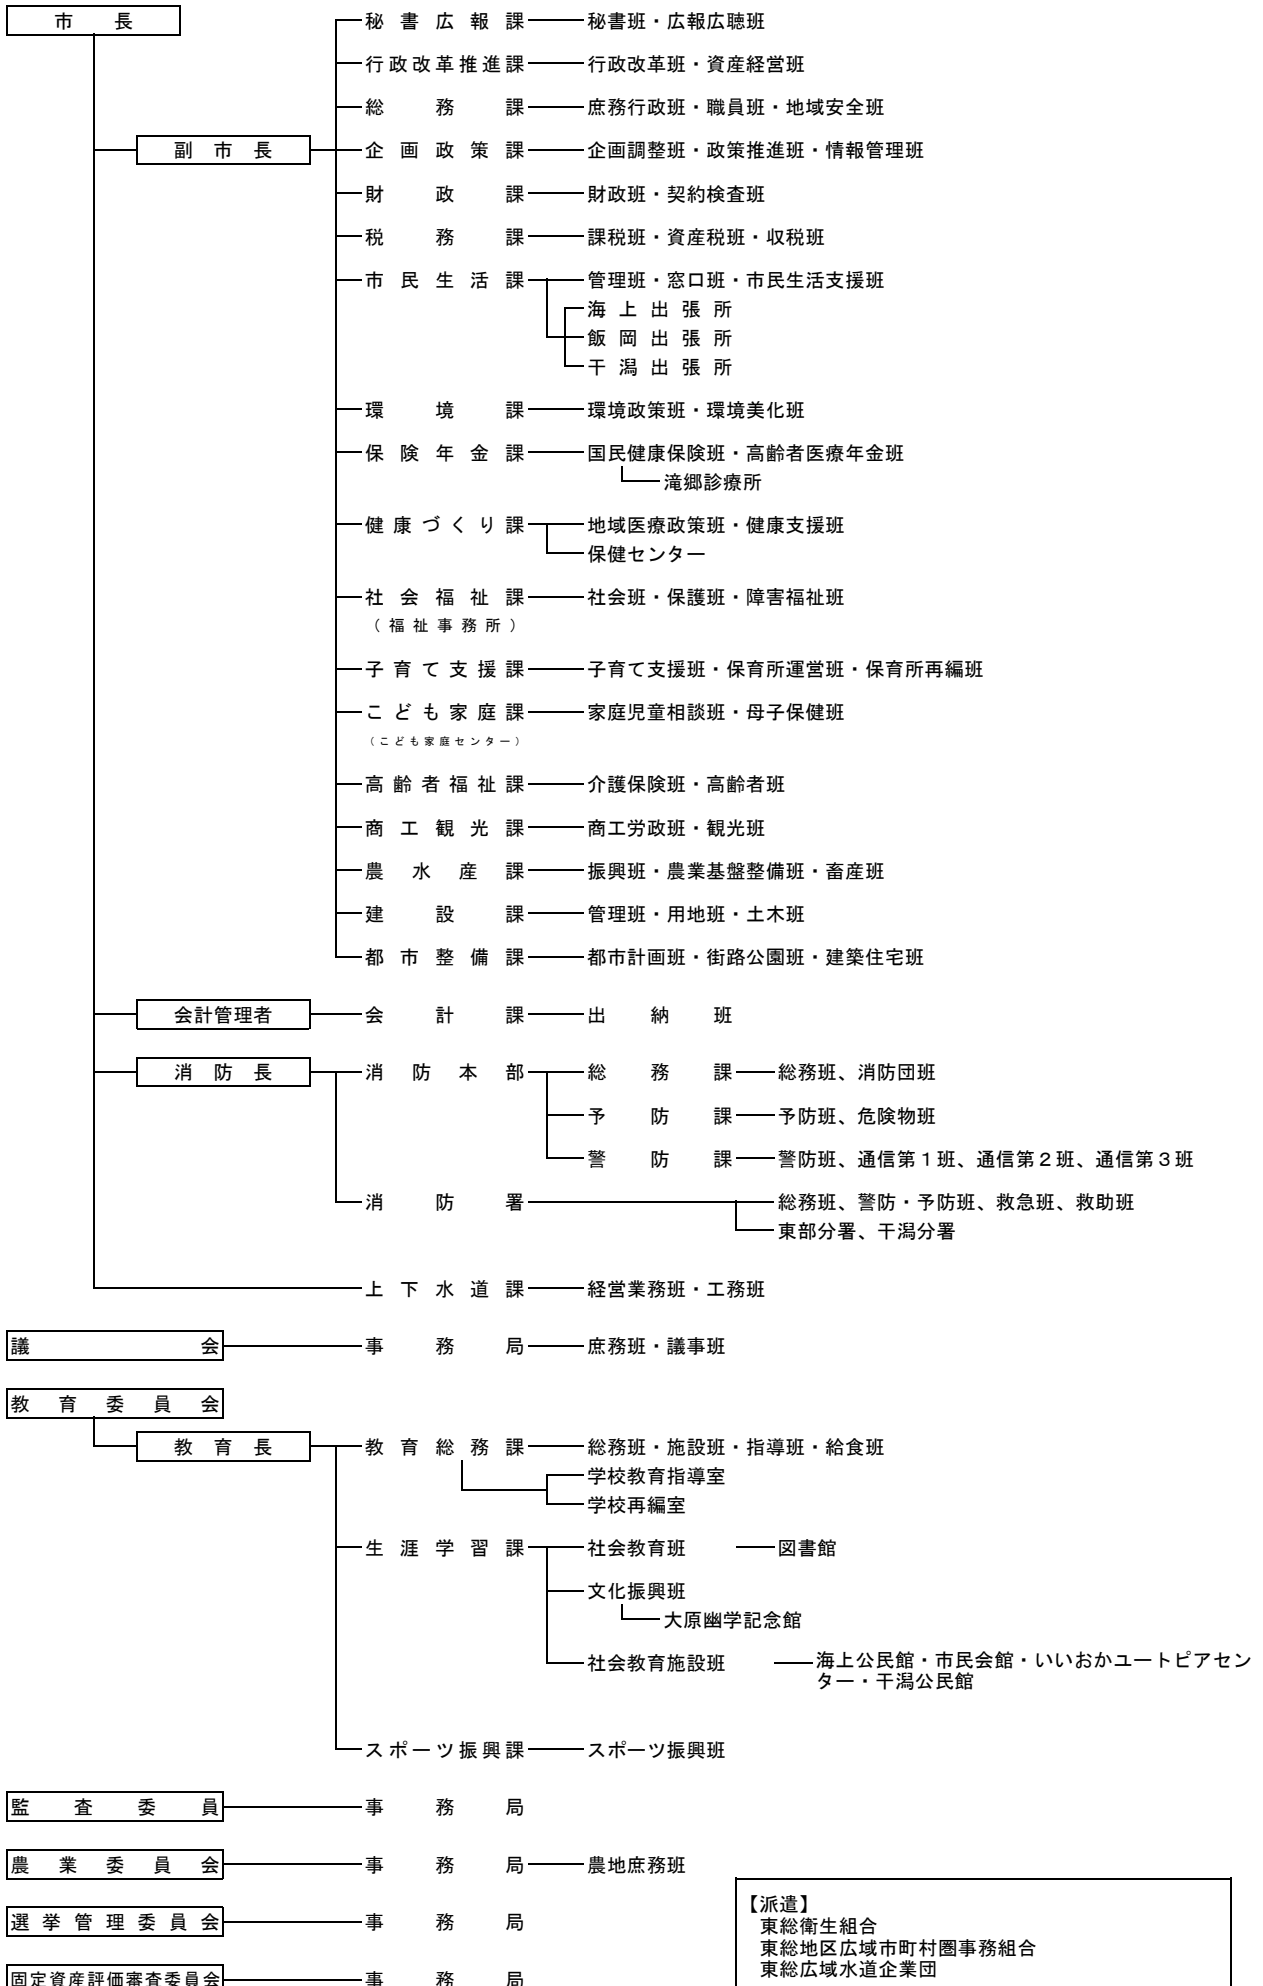 市長
秘書広報課 秘書班・広報広聴班
行政改革推進課 行政改革班・資産経営班
総務課 庶務行政班・職員班・地域安全班
副市長 企画政策課 企画調整班・政策推進班・情報管理班
財政課 財政班・契約検査班
税務課 課税班・資産税班・収税班
市民生活課 管理班・窓口班・市民生活支援班
海上出張所
飯岡出張所
干潟出張所
環境課 環境政策班・環境美化班
保険年金課 国民健康保険班・高齢者医療年金班
滝郷診療所
健康づくり課 地域医療政策班・健康支援班
保健センター
社会福祉課 社会班・保護班・障害福祉班
（福祉事務所）
子育て支援課 子育て支援班・保育所運営班・保育所再編班
こども家庭課 家庭児童相談班・母子保健班
（こども家庭センター）
高齢者福祉課 介護保険班・高齢者班
商工観光課 商工労政班・観光班
農水産課 振興班・農業基盤整備班・畜産班
建設課 管理班・用地班・土木班
都市整備課 都市計画班・街路公園班・建築住宅班
会計管理者 会計課 出納班
消防長 消防本部 総務課 総務班、消防団班
予防課 予防班、危険物班
警防課 警防班、通信第１班、通信第２班、通信第３班
消防署 総務班、警防・予防班、救急班、救助班
東部分署、干潟分署
上下水道課 経営業務班・工務班
議会 事務局 庶務班・議事班
教育委員会
教育長 教育総務課 総務班・施設班・指導班・給食班
学校教育指導室
学校再編室
生涯学習課 社会教育班 図書館
文化振興班
大原幽学記念館
社会教育施設班 海上公民館・市民会館・いいおかユートピアセン
ター・干潟公民館
スポーツ振興課 スポーツ振興班
監査委員 事務局
農業委員会 事務局 農地庶務班
選挙管理委員会 事務局
固定資産評価審査委員会 事務局
【派遣】
東総衛生組合
東総地区広域市町村圏事務組合
東総広域水道企業団